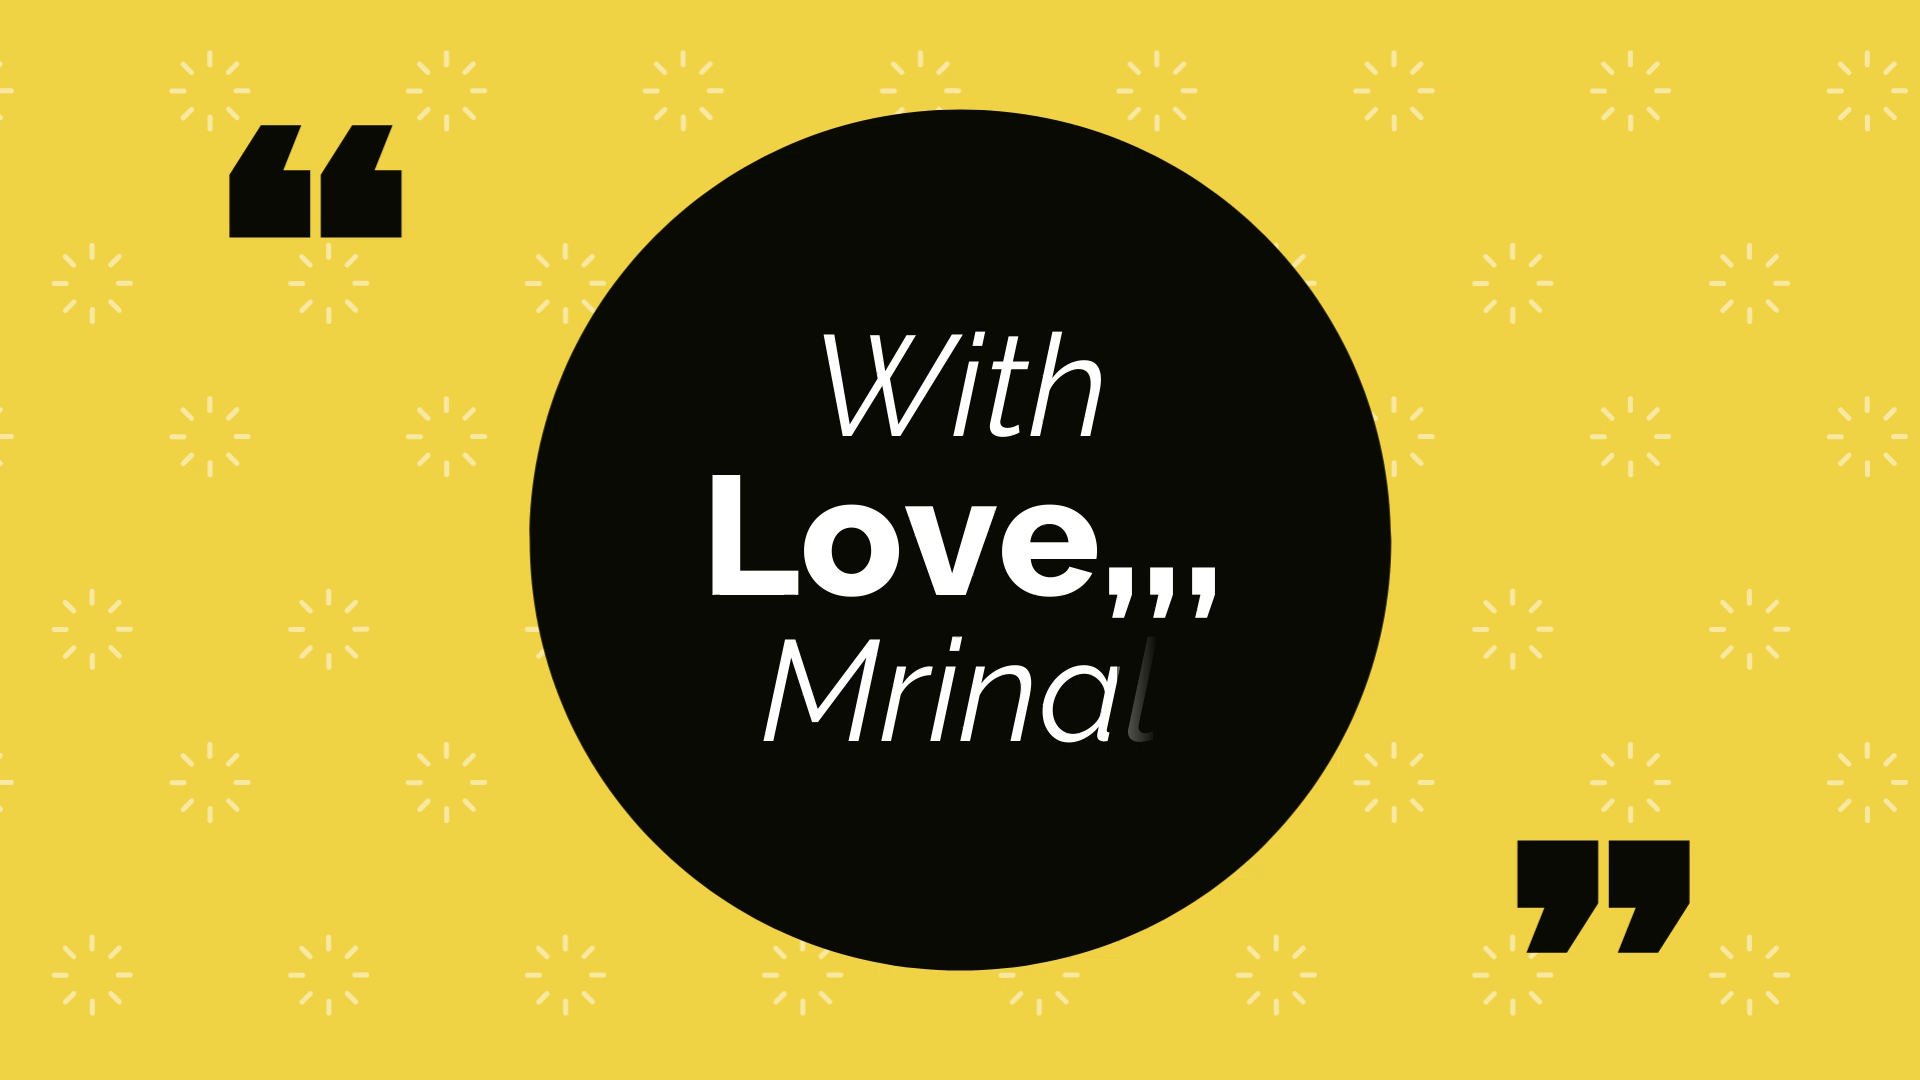 “
With
Love,,,
Mrinal
”